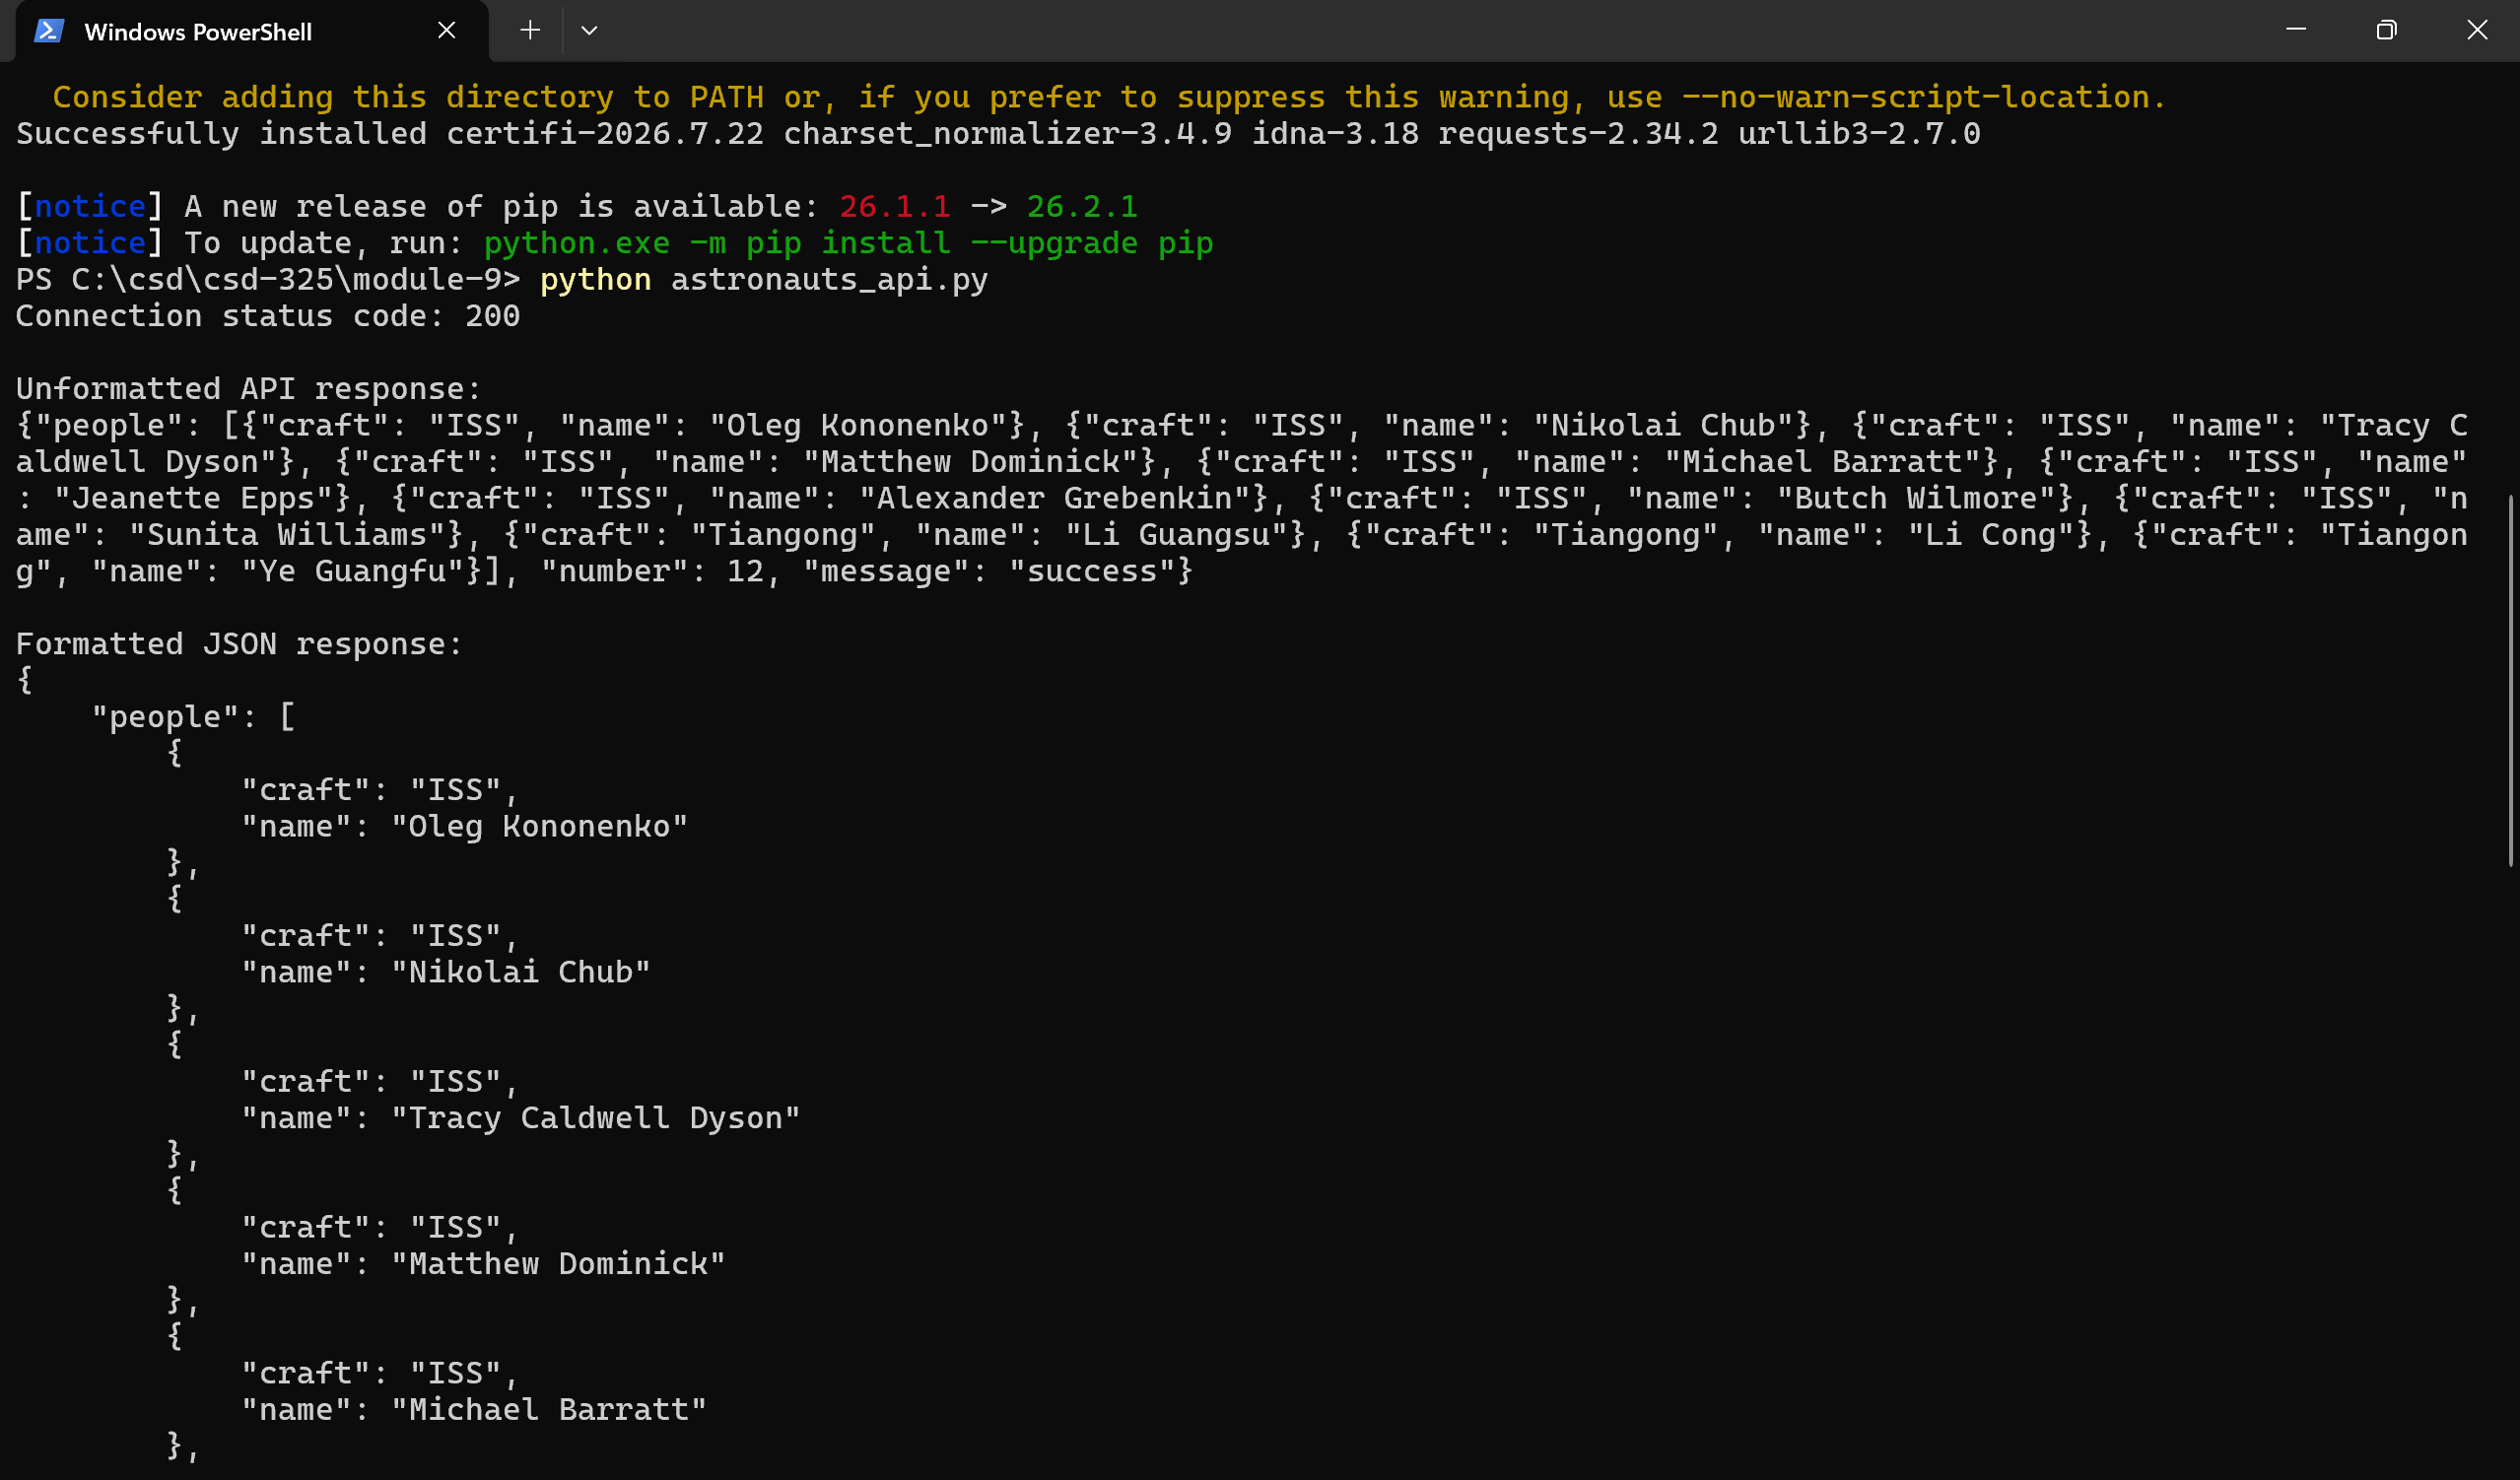 Windows PowerShell
  Consider adding this directory to PATH or, if you prefer to suppress this warning, use --no-warn-script-location.
Successfully installed certifi-2026.7.22 charset_normalizer-3.4.9 idna-3.18 requests-2.34.2 urllib3-2.7.0

[notice] A new release of pip is available: 26.1.1 -> 26.2.1
[notice] To update, run: python.exe -m pip install --upgrade pip
PS C:\csd\csd-325\module-9> python astronauts_api.py
Connection status code: 200

Unformatted API response:
{"people": [{"craft": "ISS", "name": "Oleg Kononenko"}, {"craft": "ISS", "name": "Nikolai Chub"}, {"craft": "ISS", "name": "Tracy C
aldwell Dyson"}, {"craft": "ISS", "name": "Matthew Dominick"}, {"craft": "ISS", "name": "Michael Barratt"}, {"craft": "ISS", "name"
: "Jeanette Epps"}, {"craft": "ISS", "name": "Alexander Grebenkin"}, {"craft": "ISS", "name": "Butch Wilmore"}, {"craft": "ISS", "n
ame": "Sunita Williams"}, {"craft": "Tiangong", "name": "Li Guangsu"}, {"craft": "Tiangong", "name": "Li Cong"}, {"craft": "Tiangon
g", "name": "Ye Guangfu"}], "number": 12, "message": "success"}

Formatted JSON response:
{
    "people": [
        {
            "craft": "ISS",
            "name": "Oleg Kononenko"
        },
        {
            "craft": "ISS",
            "name": "Nikolai Chub"
        },
        {
            "craft": "ISS",
            "name": "Tracy Caldwell Dyson"
        },
        {
            "craft": "ISS",
            "name": "Matthew Dominick"
        },
        {
            "craft": "ISS",
            "name": "Michael Barratt"
        },